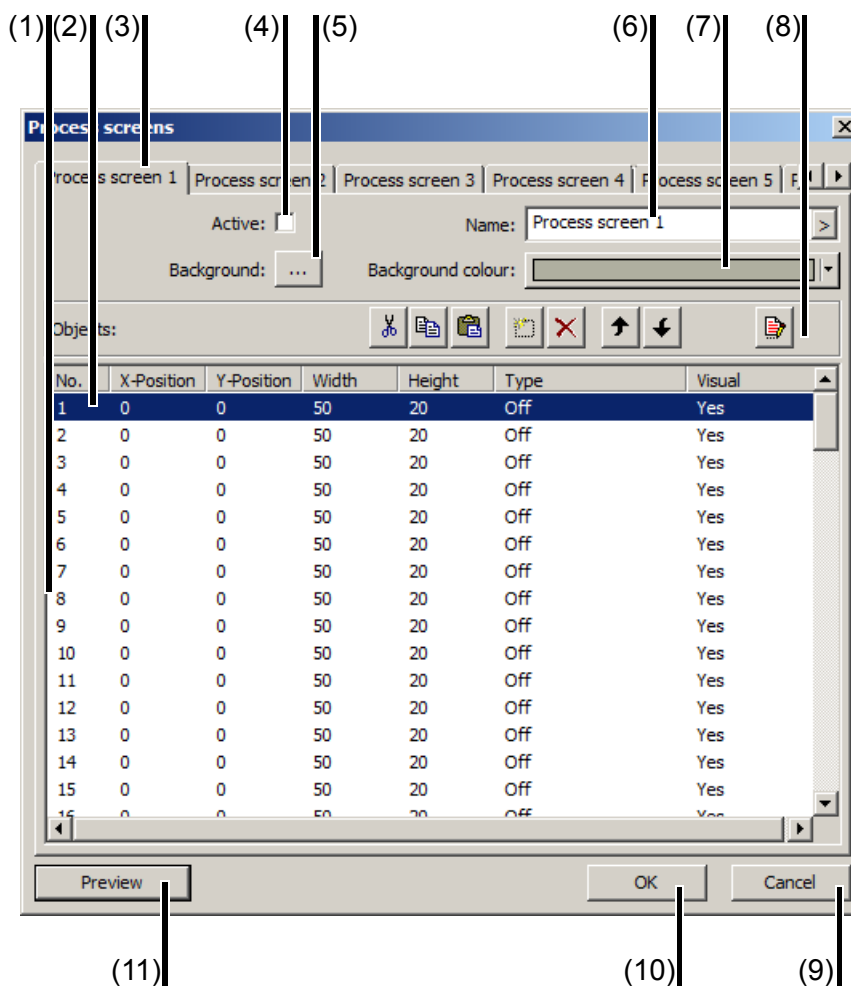 (1) (2) (3) (4) (5) (6) (7) (8)
Process screens
Process screen 1 Process screen 2 Process screen 3 Process screen 4 Process screen 5 P
Active: Name: Process screen 1 >
Background: ... Background colour:
Objects:
No. X-Position Y-Position Width Height Type Visual
1 0 0 50 20 Off Yes
2 0 0 50 20 Off Yes
3 0 0 50 20 Off Yes
4 0 0 50 20 Off Yes
5 0 0 50 20 Off Yes
6 0 0 50 20 Off Yes
7 0 0 50 20 Off Yes
8 0 0 50 20 Off Yes
9 0 0 50 20 Off Yes
10 0 0 50 20 Off Yes
11 0 0 50 20 Off Yes
12 0 0 50 20 Off Yes
13 0 0 50 20 Off Yes
14 0 0 50 20 Off Yes
15 0 0 50 20 Off Yes
16 0 0 50 20 Off Yes
Preview OK Cancel
(11) (10) (9)